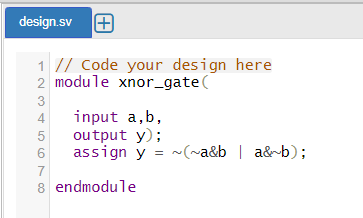 design.sv
1 // Code your design here
2 module xnor_gate(
3
4 input a,b,
5 output y);
6 assign y = ~(~a&b | a&~b);
7
8 endmodule